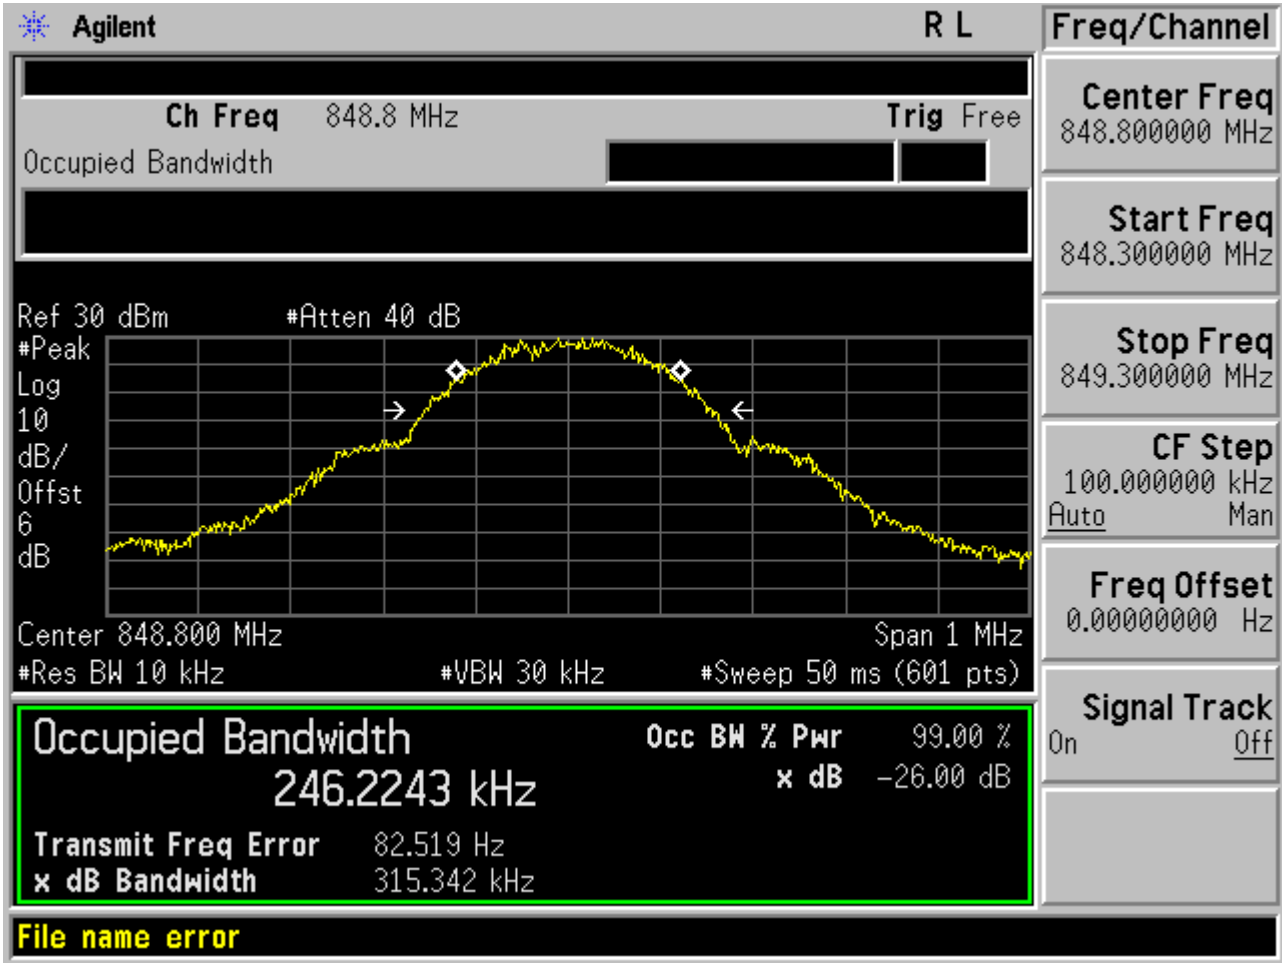 Agilent R L
Ch Freq 848.8 MHz Trig Free
Occupied Bandwidth
Ref 30 dBm #Atten 40 dB
#Peak
Log
10
dB/
Offst
6
dB
Center 848.800 MHz Span 1 MHz
#Res BW 10 kHz #VBW 30 kHz #Sweep 50 ms (601 pts)
Occupied Bandwidth Occ BW % Pwr 99.00 %
246.2243 kHz x dB -26.00 dB
Transmit Freq Error 82.519 Hz
x dB Bandwidth 315.342 kHz
File name error
Freq/Channel
Center Freq
848.800000 MHz
Start Freq
848.300000 MHz
Stop Freq
849.300000 MHz
CF Step
100.000000 kHz
Auto Man
Freq Offset
0.00000000 Hz
Signal Track
On Off